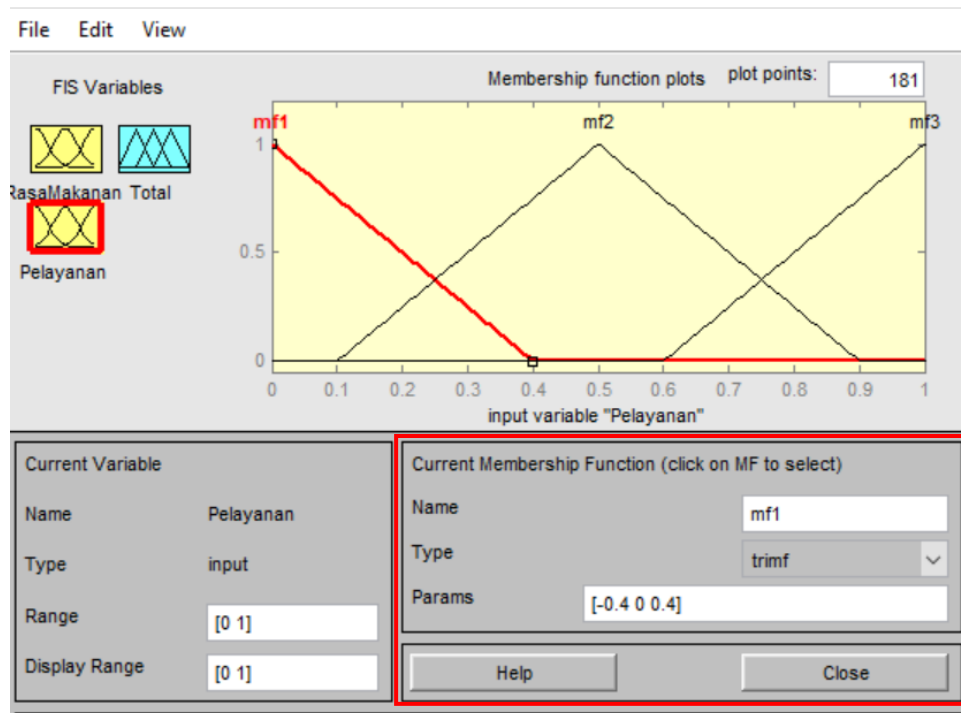 File Edit View
FIS Variables
Membership function plots plot points: 181
RasaMakanan Total
Pelayanan
mf1 mf2 mf3
1
0.5
0
0 0.1 0.2 0.3 0.4 0.5 0.6 0.7 0.8 0.9 1
input variable "Pelayanan"
Current Variable
Name Pelayanan
Type input
Range [0 1]
Display Range [0 1]
Current Membership Function (click on MF to select)
Name mf1
Type trimf
Params [-0.4 0 0.4]
Help Close